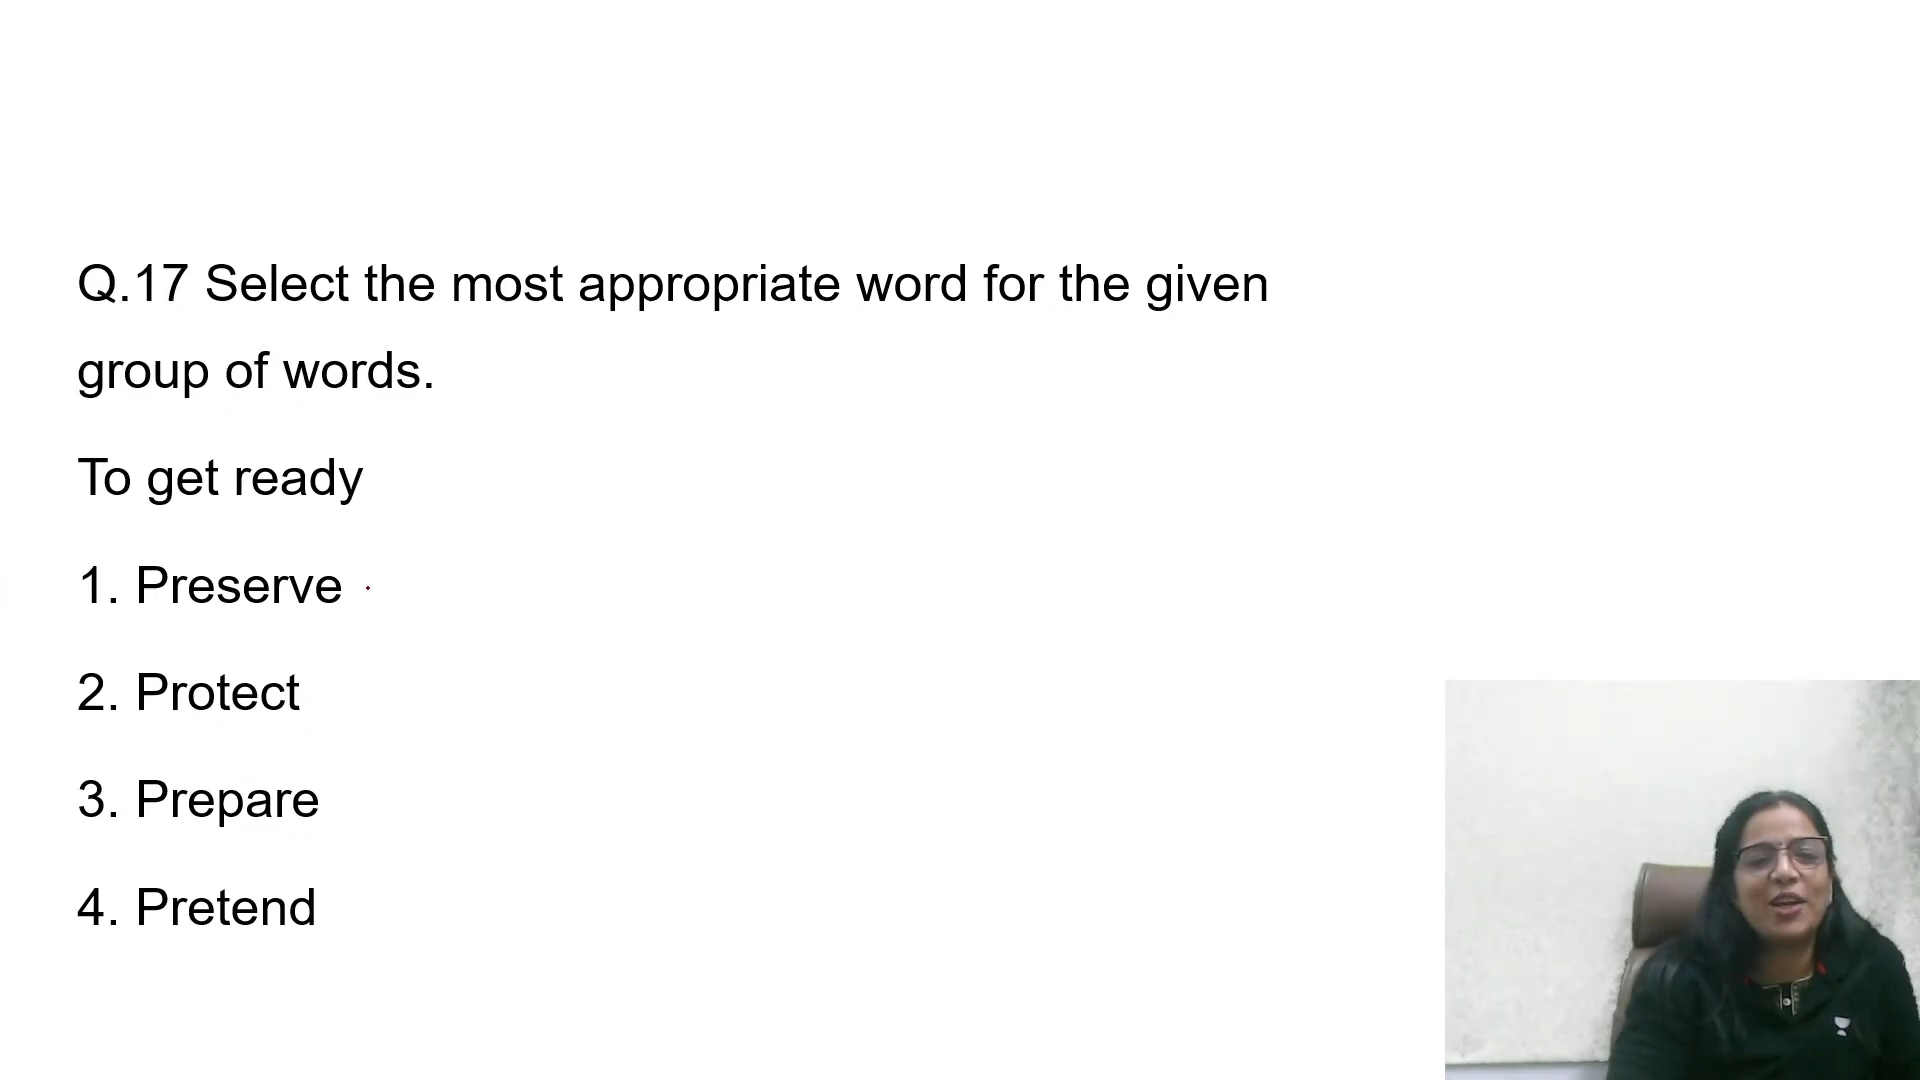 Q.17 Select the most appropriate word for the given
group of words.
To get ready
1. Preserve
2. Protect
3. Prepare
4. Pretend